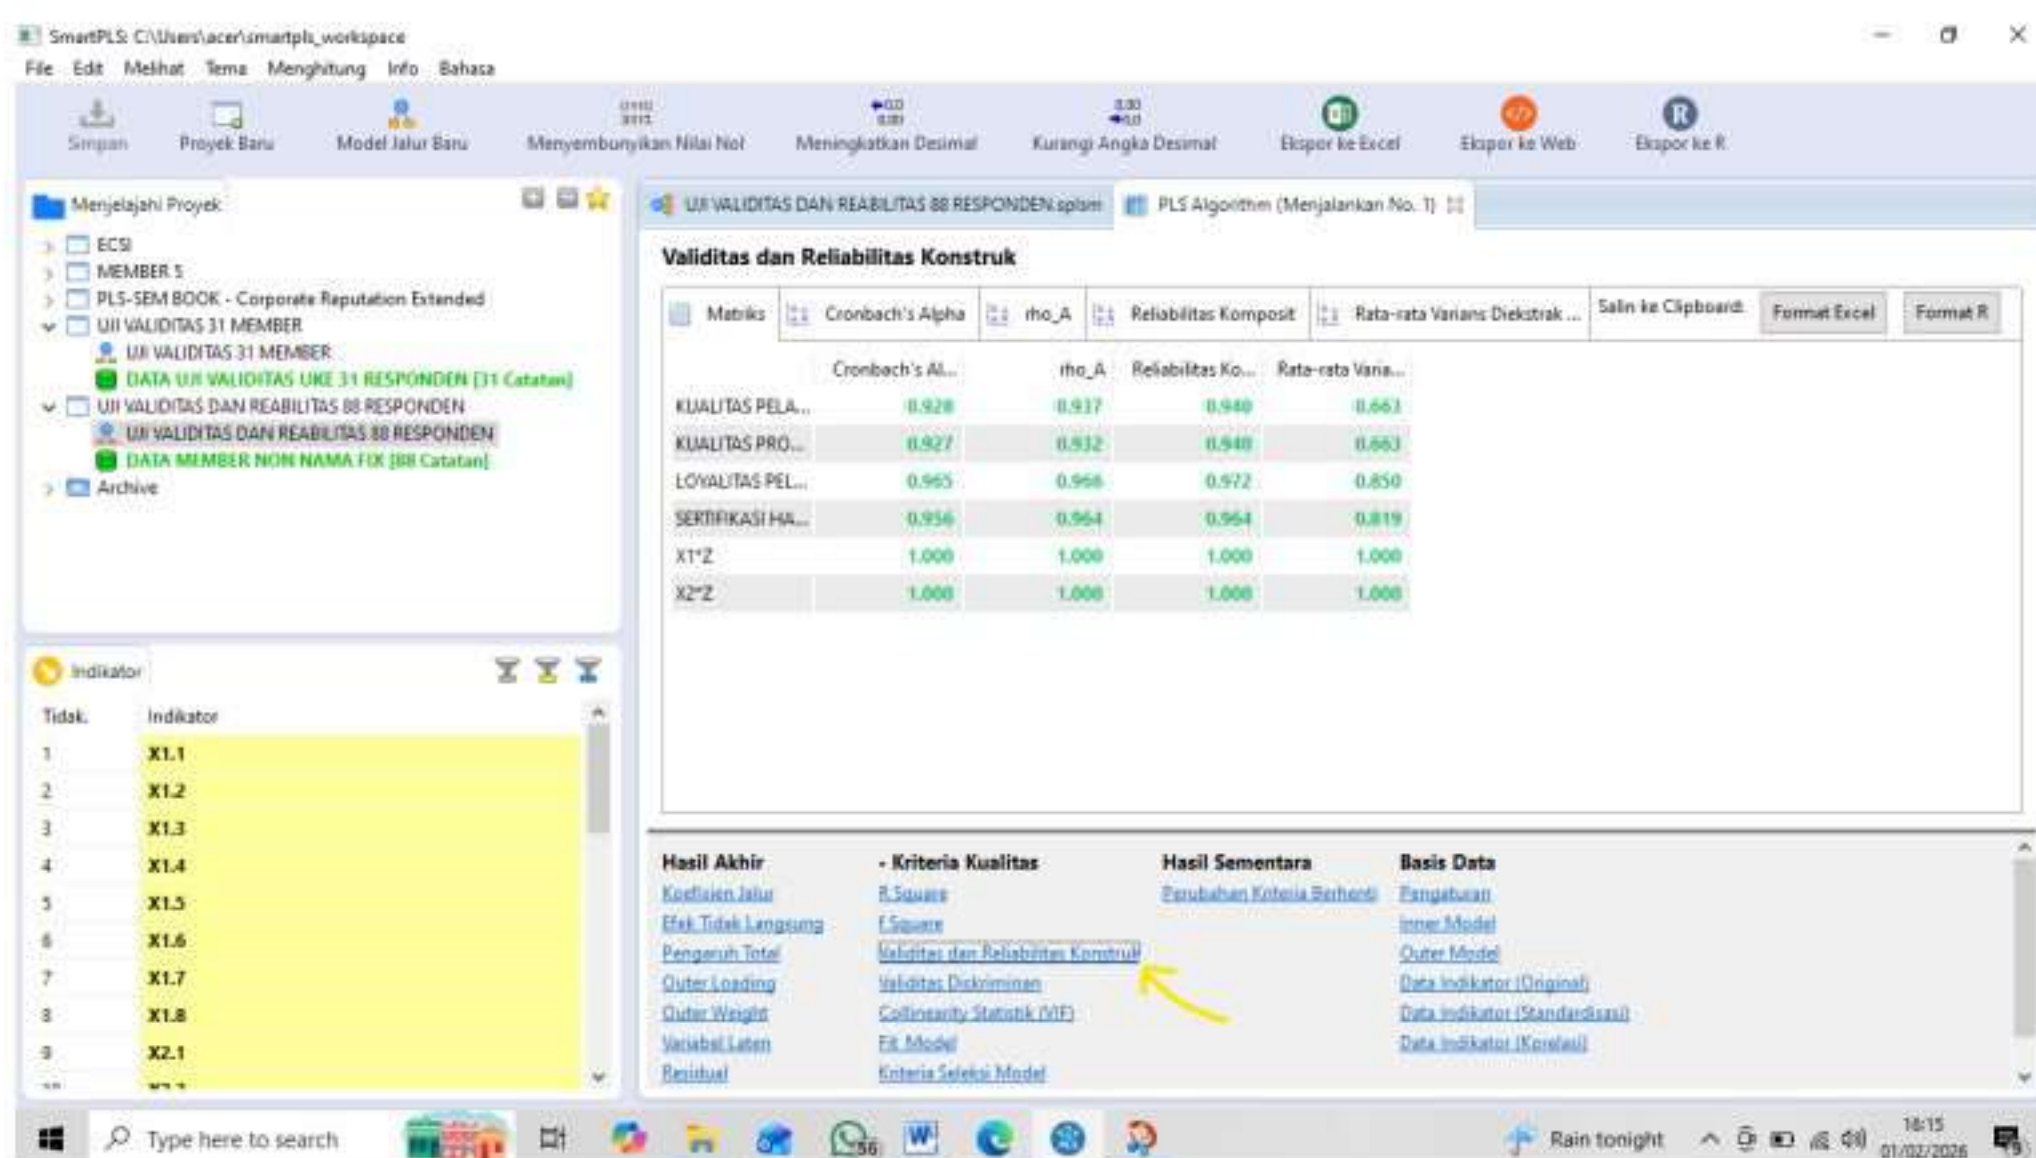 SmartPLS: C:\Users\acer\smartpls_workspace
File Edit Melihat Tema Menghitung Info Bahasa
Simpan Proyek Baru Model Jalur Baru Menyembunyikan Nilai Nol Meningkatkan Desimal Kurangi Angka Desimal Ekspor ke Excel Ekspor ke Web Ekspor ke R
Menjelajahi Proyek
ECSI
MEMBER S
PLS-SEM BOOK - Corporate Reputation Extended
UJI VALIDITAS 31 MEMBER
UJI VALIDITAS 31 MEMBER
DATA UJI VALIDITAS UKE 31 RESPONDEN [31 Catatan]
UJI VALIDITAS DAN REABILITAS 88 RESPONDEN
UJI VALIDITAS DAN REABILITAS 88 RESPONDEN
DATA MEMBER NON NAMA FIX [88 Catatan]
Archive
Indikator
Tidak. Indikator
1 X1.1
2 X1.2
3 X1.3
4 X1.4
5 X1.5
6 X1.6
7 X1.7
8 X1.8
9 X2.1
UJI VALIDITAS DAN REABILITAS 88 RESPONDEN.splsm PLS Algorithm (Menjalankan No. 1)
Validitas dan Reliabilitas Konstruk
Matriks Cronbach's Alpha rho_A Reliabilitas Komposit Rata-rata Varians Diekstrak ... Salin ke Clipboard: Format Excel Format R
Cronbach's Al... rho_A Reliabilitas Ko... Rata-rata Varia...
KUALITAS PELA... 0.928 0.937 0.940 0.663
KUALITAS PRO... 0.927 0.932 0.940 0.663
LOYALITAS PEL... 0.965 0.966 0.972 0.850
SERTIFIKASI HA... 0.956 0.964 0.964 0.819
X1*Z 1.000 1.000 1.000 1.000
X2*Z 1.000 1.000 1.000 1.000
Hasil Akhir
Koefisien Jalur
Efek Tidak Langsung
Pengaruh Total
Outer Loading
Outer Weight
Variabel Laten
Residual
- Kriteria Kualitas
R Square
f Square
Validitas dan Reliabilitas Konstruk
Validitas Diskriminan
Collinearity Statistik (VIF)
Fit Model
Kriteria Seleksi Model
Hasil Sementara
Perubahan Kriteria Berhenti
Basis Data
Pengaturan
Inner Model
Outer Model
Data Indikator (Original)
Data Indikator (Standardisasi)
Data Indikator (Korelasi)
Type here to search
56
W
Rain tonight
18:15
01/02/2026